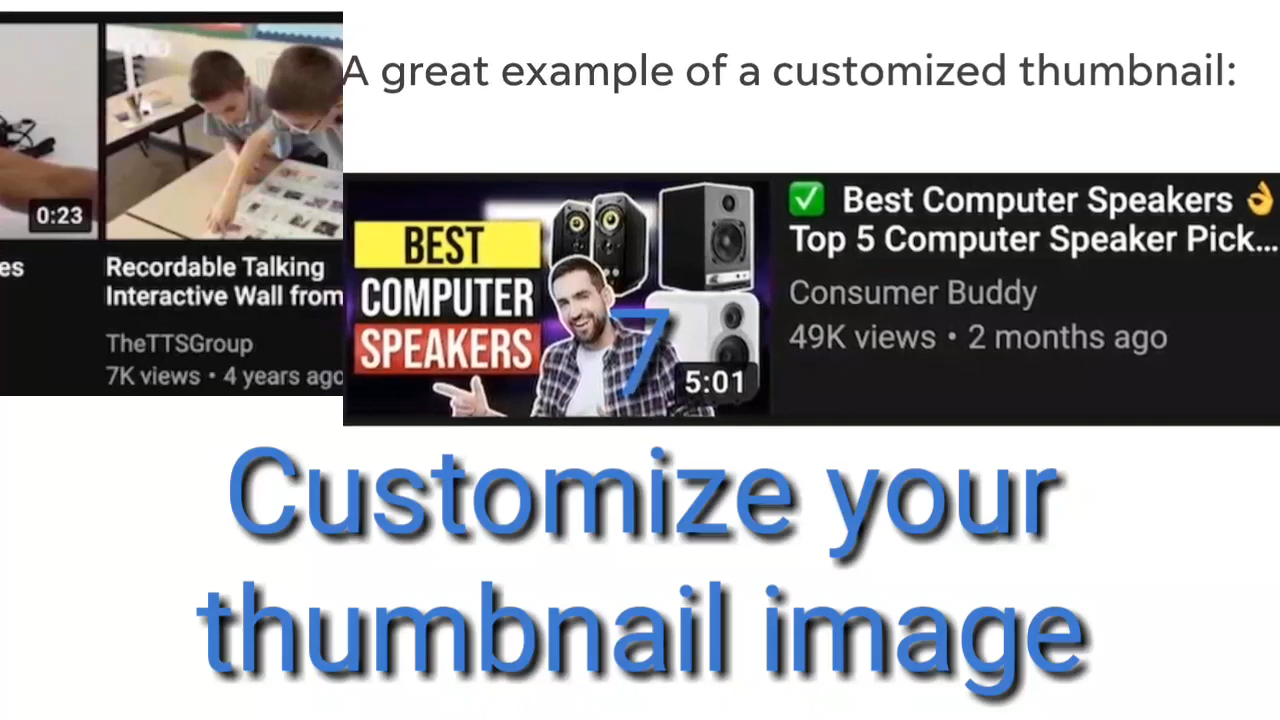 A great example of a customized thumbnail:
0:23
es
Recordable Talking
Interactive Wall from
TheTTSGroup
7K views • 4 years ago
BEST
COMPUTER
SPEAKERS
7
5:01
✅ Best Computer Speakers 👌
Top 5 Computer Speaker Pick...
Consumer Buddy
49K views • 2 months ago
Customize your
thumbnail image